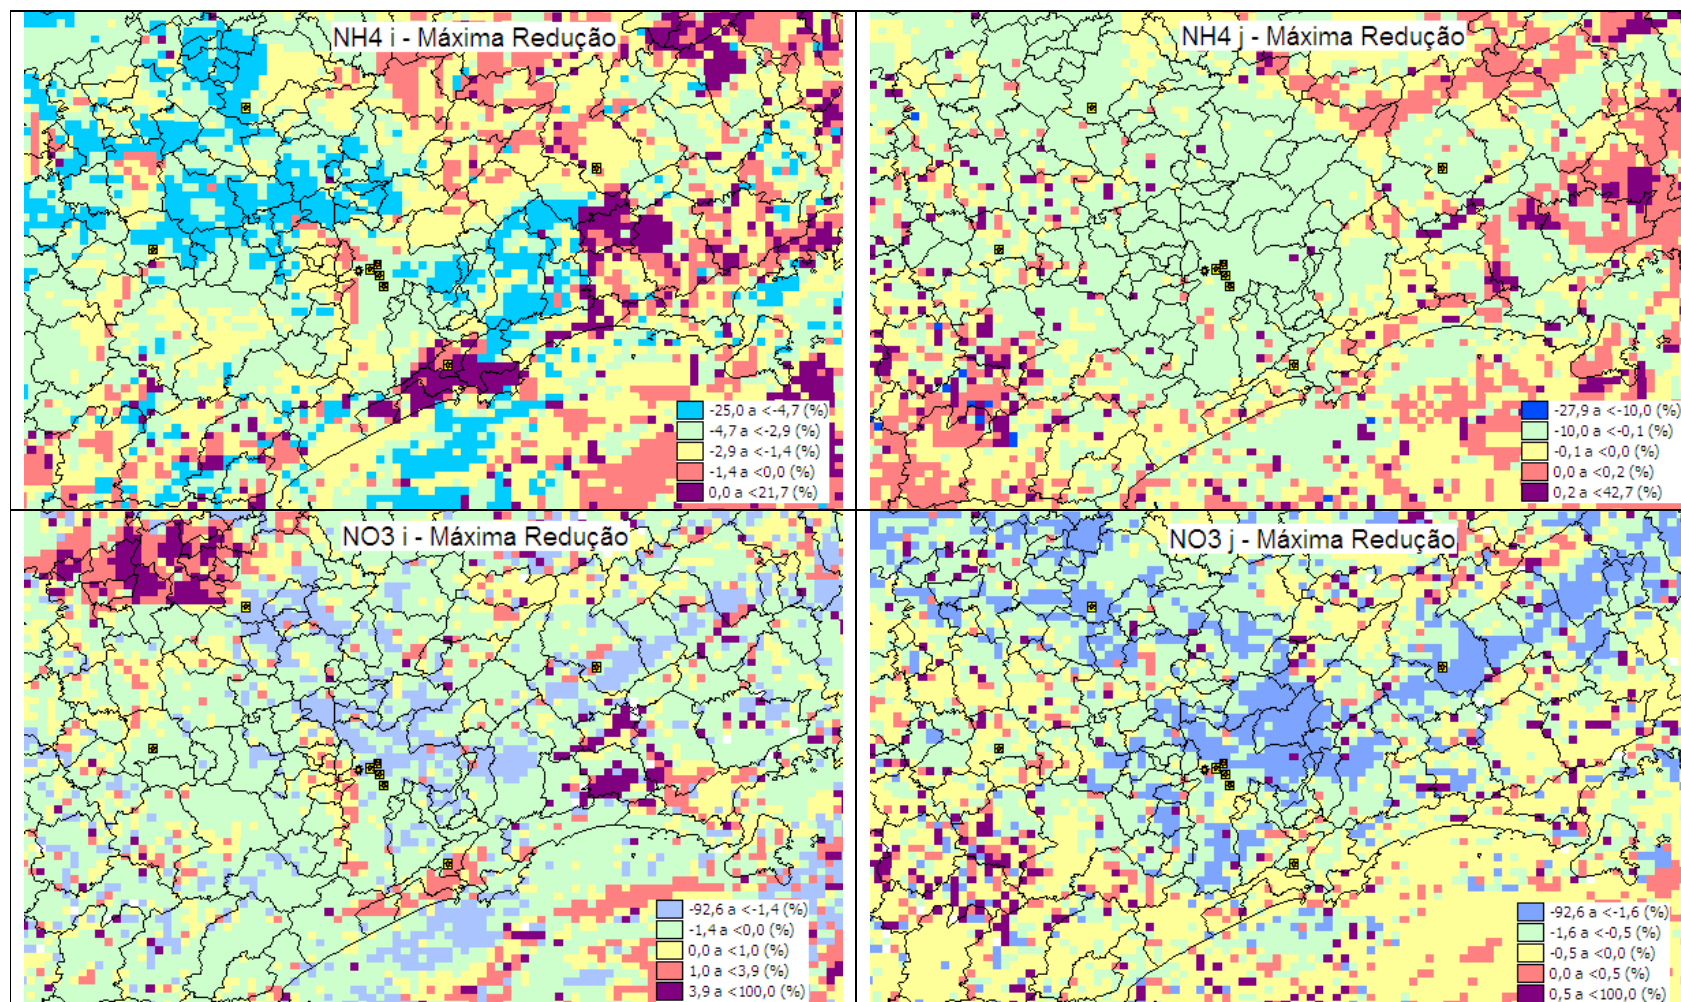 NH4 i - Máxima Redução
-25,0 a <-4,7 (%)
-4,7 a <-2,9 (%)
-2,9 a <-1,4 (%)
-1,4 a <0,0 (%)
0,0 a <21,7 (%)
NH4 j - Máxima Redução
-27,9 a <-10,0 (%)
-10,0 a <-0,1 (%)
-0,1 a <0,0 (%)
0,0 a <0,2 (%)
0,2 a <42,7 (%)
NO3 i - Máxima Redução
-92,6 a <-1,4 (%)
-1,4 a <0,0 (%)
0,0 a <1,0 (%)
1,0 a <3,9 (%)
3,9 a <100,0 (%)
NO3 j - Máxima Redução
-92,6 a <-1,6 (%)
-1,6 a <-0,5 (%)
-0,5 a <0,0 (%)
0,0 a <0,5 (%)
0,5 a <100,0 (%)